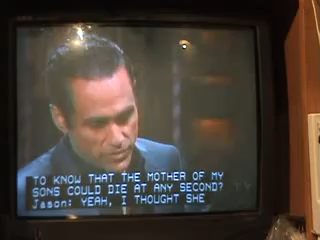 TO KNOW THAT THE MOTHER OF MY
SONS COULD DIE AT ANY SECOND?
Jason: YEAH, I THOUGHT SHE